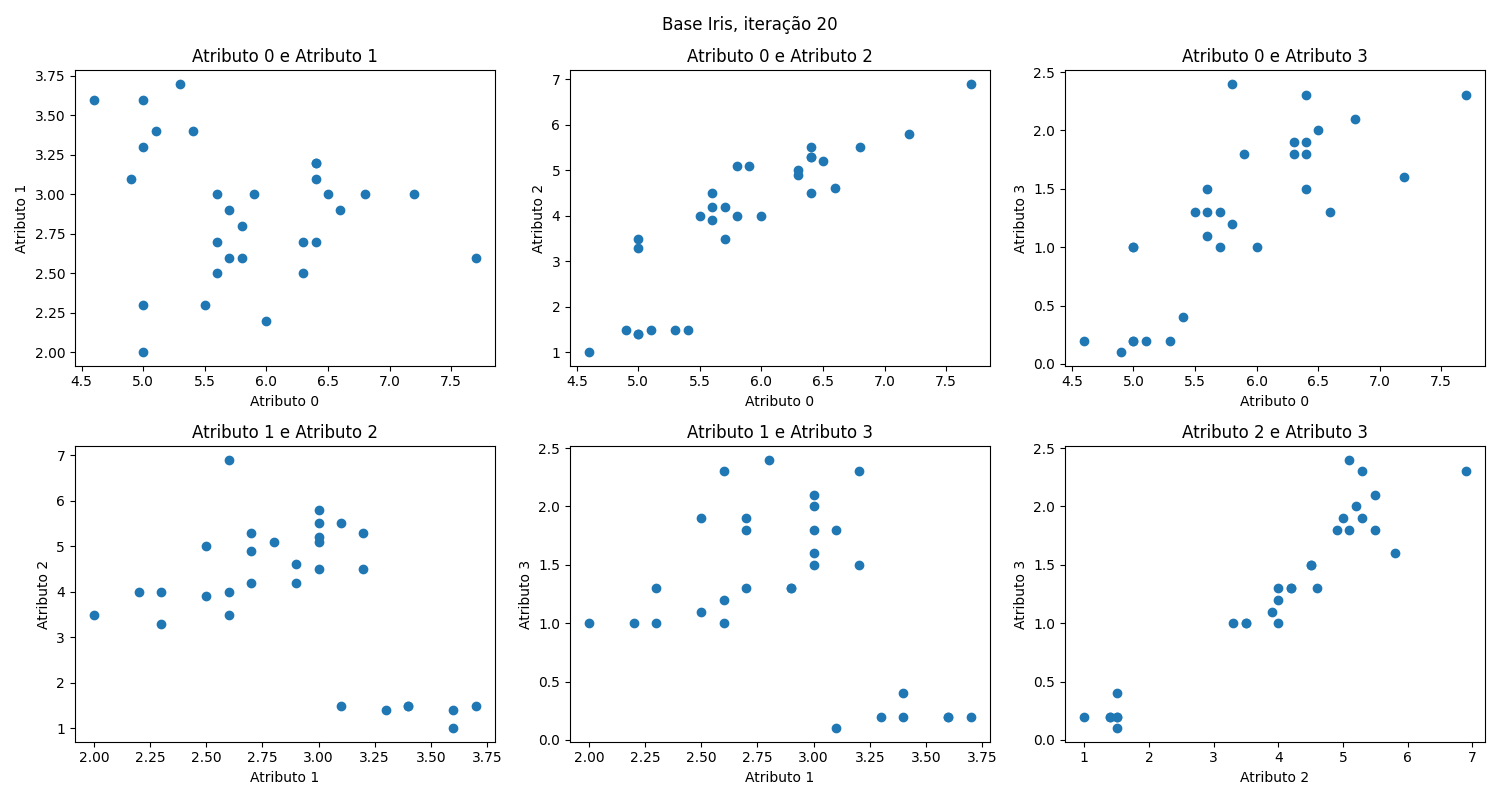 Base Iris, iteração 20
Atributo 0 e Atributo 1
3.75
3.50
3.25
3.00
2.75
2.50
2.25
2.00
Atributo 1
4.5 5.0 5.5 6.0 6.5 7.0 7.5
Atributo 0
Atributo 0 e Atributo 2
7
6
5
4
3
2
1
Atributo 2
4.5 5.0 5.5 6.0 6.5 7.0 7.5
Atributo 0
Atributo 0 e Atributo 3
2.5
2.0
1.5
1.0
0.5
0.0
Atributo 3
4.5 5.0 5.5 6.0 6.5 7.0 7.5
Atributo 0
Atributo 1 e Atributo 2
7
6
5
4
3
2
1
Atributo 2
2.00 2.25 2.50 2.75 3.00 3.25 3.50 3.75
Atributo 1
Atributo 1 e Atributo 3
2.5
2.0
1.5
1.0
0.5
0.0
Atributo 3
2.00 2.25 2.50 2.75 3.00 3.25 3.50 3.75
Atributo 1
Atributo 2 e Atributo 3
2.5
2.0
1.5
1.0
0.5
0.0
Atributo 3
1 2 3 4 5 6 7
Atributo 2